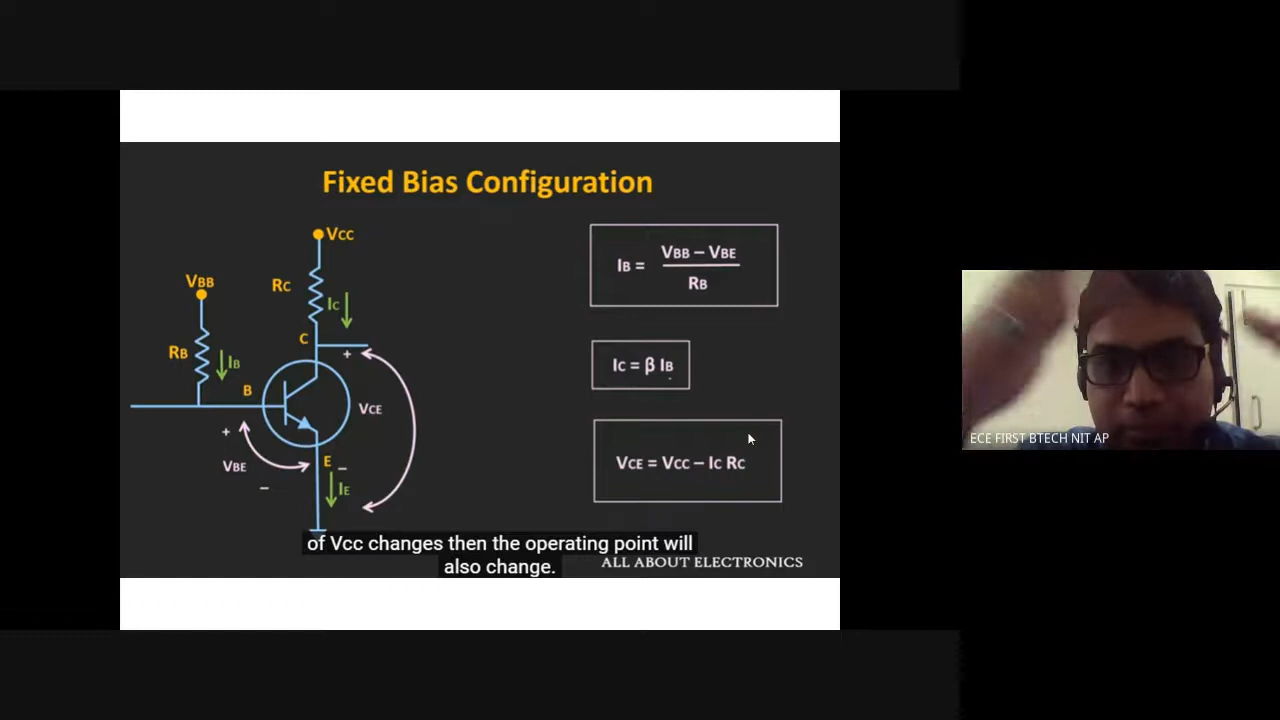 Fixed Bias Configuration
VCC
VBB
RC
IC
RB
IB
C
+
B
VCE
+
VBE
–
E
–
IE
IB = VBB – VBE
RB
IC = β IB
VCE = VCC – IC RC
of Vcc changes then the operating point will
also change.
ALL ABOUT ELECTRONICS
ECE FIRST BTECH NIT AP